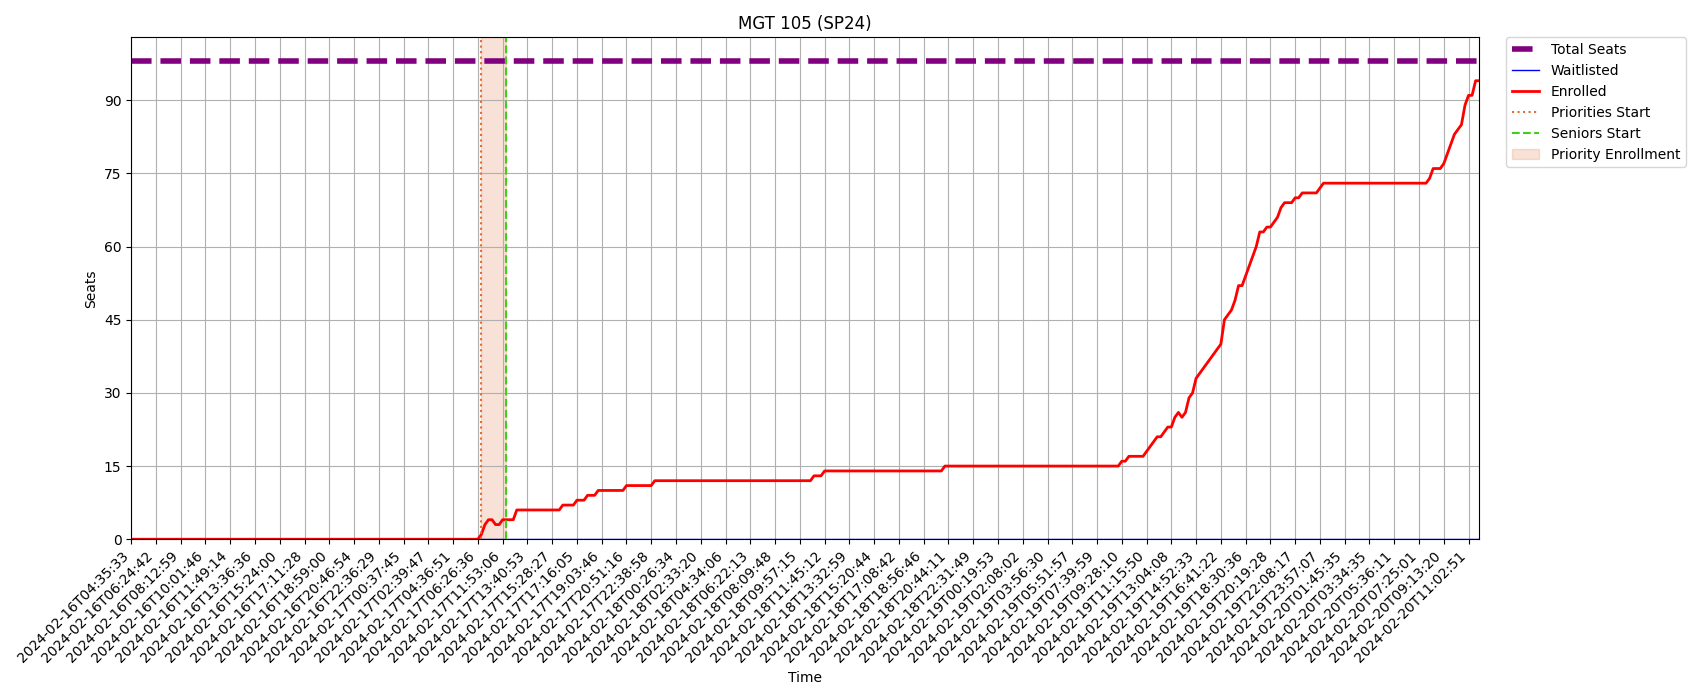 MGT 105 (SP24)
Total Seats
Waitlisted
Enrolled
Priorities Start
Seniors Start
Priority Enrollment
Seats
90
75
60
45
30
15
0
2024-02-16T04:35:33
2024-02-16T06:24:42
2024-02-16T08:12:59
2024-02-16T10:01:46
2024-02-16T11:49:14
2024-02-16T13:36:36
2024-02-16T15:24:00
2024-02-16T17:11:28
2024-02-16T18:59:00
2024-02-16T20:46:54
2024-02-16T22:36:29
2024-02-17T00:37:45
2024-02-17T02:39:47
2024-02-17T04:36:51
2024-02-17T06:26:36
2024-02-17T11:53:06
2024-02-17T13:40:53
2024-02-17T15:28:27
2024-02-17T17:16:05
2024-02-17T19:03:46
2024-02-17T20:51:16
2024-02-17T22:38:58
2024-02-18T00:26:34
2024-02-18T02:33:20
2024-02-18T04:34:06
2024-02-18T06:22:13
2024-02-18T08:09:48
2024-02-18T09:57:15
2024-02-18T11:45:12
2024-02-18T13:32:59
2024-02-18T15:20:44
2024-02-18T17:08:42
2024-02-18T18:56:46
2024-02-18T20:44:11
2024-02-18T22:31:49
2024-02-19T00:19:53
2024-02-19T02:08:02
2024-02-19T03:56:30
2024-02-19T05:51:57
2024-02-19T07:39:59
2024-02-19T09:28:10
2024-02-19T11:15:50
2024-02-19T13:04:08
2024-02-19T14:52:33
2024-02-19T16:41:22
2024-02-19T18:30:36
2024-02-19T20:19:28
2024-02-19T22:08:17
2024-02-19T23:57:07
2024-02-20T01:45:35
2024-02-20T03:34:35
2024-02-20T05:36:11
2024-02-20T07:25:01
2024-02-20T09:13:20
2024-02-20T11:02:51
Time